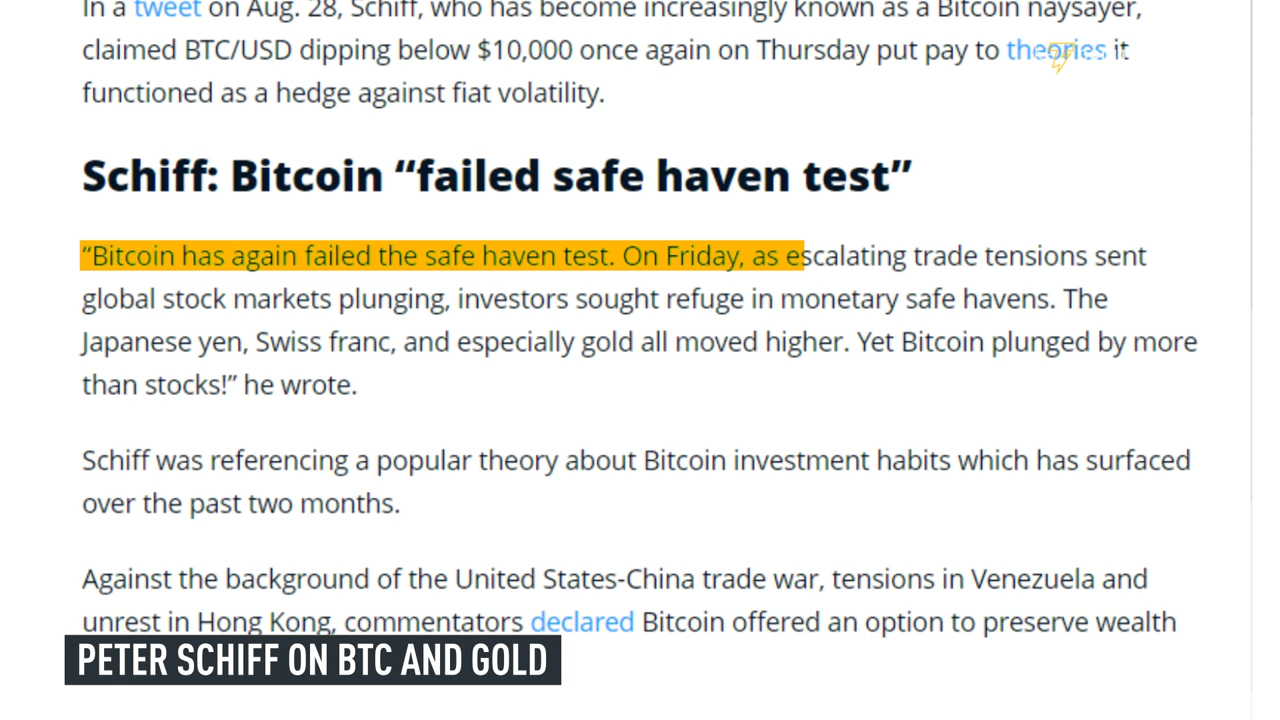 In a tweet on Aug. 28, Schiff, who has become increasingly known as a Bitcoin naysayer,
claimed BTC/USD dipping below $10,000 once again on Thursday put pay to theories it
functioned as a hedge against fiat volatility.
Schiff: Bitcoin “failed safe haven test”
“Bitcoin has again failed the safe haven test. On Friday, as escalating trade tensions sent
global stock markets plunging, investors sought refuge in monetary safe havens. The
Japanese yen, Swiss franc, and especially gold all moved higher. Yet Bitcoin plunged by more
than stocks!” he wrote.
Schiff was referencing a popular theory about Bitcoin investment habits which has surfaced
over the past two months.
Against the background of the United States-China trade war, tensions in Venezuela and
unrest in Hong Kong, commentators declared Bitcoin offered an option to preserve wealth
PETER SCHIFF ON BTC AND GOLD